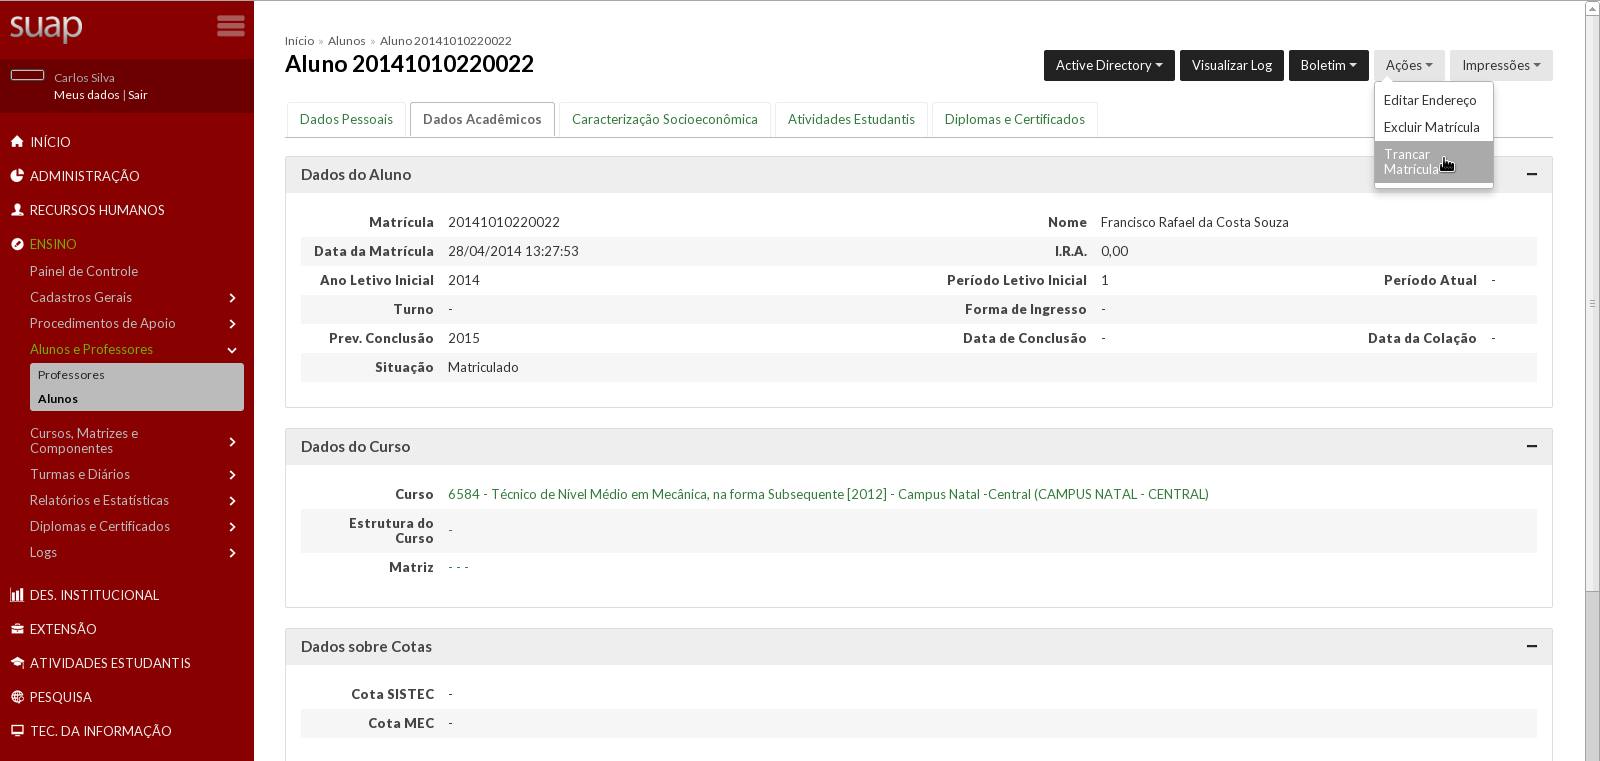 suap
Carlos Silva
Meus dados | Sair
INÍCIO
ADMINISTRAÇÃO
RECURSOS HUMANOS
ENSINO
Painel de Controle
Cadastros Gerais
Procedimentos de Apoio
Alunos e Professores
Professores
Alunos
Cursos, Matrizes e
Componentes
Turmas e Diários
Relatórios e Estatísticas
Diplomas e Certificados
Logs
DES. INSTITUCIONAL
EXTENSÃO
ATIVIDADES ESTUDANTIS
PESQUISA
TEC. DA INFORMAÇÃO
Início » Alunos » Aluno 20141010220022
Aluno 20141010220022
Active Directory Visualizar Log Boletim Ações Impressões
Editar Endereço
Excluir Matrícula
Trancar
Matrícula
Dados Pessoais Dados Acadêmicos Caracterização Socioeconômica Atividades Estudantis Diplomas e Certificados
Dados do Aluno
Matrícula 20141010220022 Nome Francisco Rafael da Costa Souza
Data da Matrícula 28/04/2014 13:27:53 I.R.A. 0,00
Ano Letivo Inicial 2014 Período Letivo Inicial 1 Período Atual -
Turno - Forma de Ingresso -
Prev. Conclusão 2015 Data de Conclusão - Data da Colação -
Situação Matriculado
Dados do Curso
Curso 6584 - Técnico de Nível Médio em Mecânica, na forma Subsequente [2012] - Campus Natal -Central (CAMPUS NATAL - CENTRAL)
Estrutura do
Curso -
Matriz - - -
Dados sobre Cotas
Cota SISTEC -
Cota MEC -